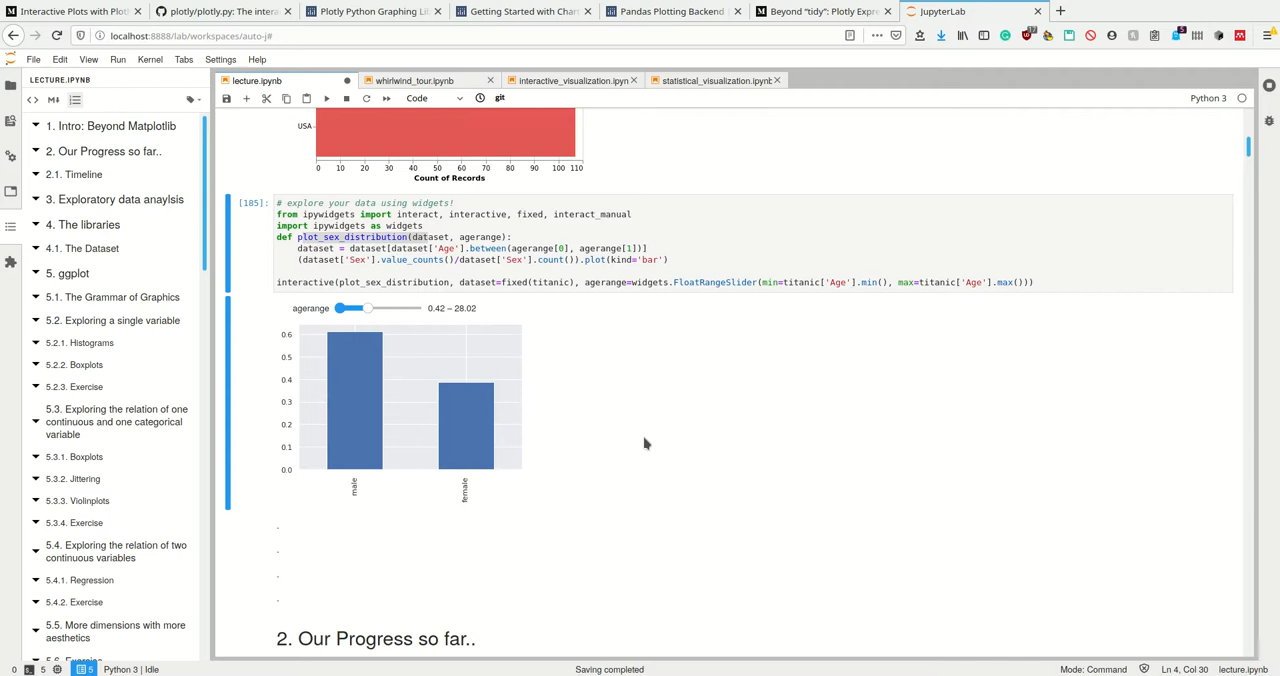 Interactive Plots with Plotl
plotly/plotly.py: The intera
Plotly Python Graphing Lib
Getting Started with Chart
Pandas Plotting Backend
Beyond "tidy": Plotly Expre
JupyterLab
localhost:8888/lab/workspaces/auto-j#
File Edit View Run Kernel Tabs Settings Help
LECTURE.IPYNB
1. Intro: Beyond Matplotlib
2. Our Progress so far..
2.1. Timeline
3. Exploratory data anaylsis
4. The libraries
4.1. The Dataset
5. ggplot
5.1. The Grammar of Graphics
5.2. Exploring a single variable
5.2.1. Histograms
5.2.2. Boxplots
5.2.3. Exercise
5.3. Exploring the relation of one
continuous and one categorical
variable
5.3.1. Boxplots
5.3.2. Jittering
5.3.3. Violinplots
5.3.4. Exercise
5.4. Exploring the relation of two
continuous variables
5.4.1. Regression
5.4.2. Exercise
5.5. More dimensions with more
aesthetics
lecture.ipynb
whirlwind_tour.ipynb
interactive_visualization.ipyn
statistical_visualization.ipynb
Code
git
Python 3
USA
0 10 20 30 40 50 60 70 80 90 100 110
Count of Records
[185]:
# explore your data using widgets!
from ipywidgets import interact, interactive, fixed, interact_manual
import ipywidgets as widgets
def plot_sex_distribution(dataset, agerange):
dataset = dataset[dataset['Age'].between(agerange[0], agerange[1])]
(dataset['Sex'].value_counts()/dataset['Sex'].count()).plot(kind='bar')
interactive(plot_sex_distribution, dataset=fixed(titanic), agerange=widgets.FloatRangeSlider(min=titanic['Age'].min(), max=titanic['Age'].max()))
agerange 0.42 – 28.02
0.6
0.5
0.4
0.3
0.2
0.1
0.0
male
female
.
.
.
.
2. Our Progress so far..
0 5 5 Python 3 | Idle
Saving completed
Mode: Command
Ln 4, Col 30
lecture.ipynb